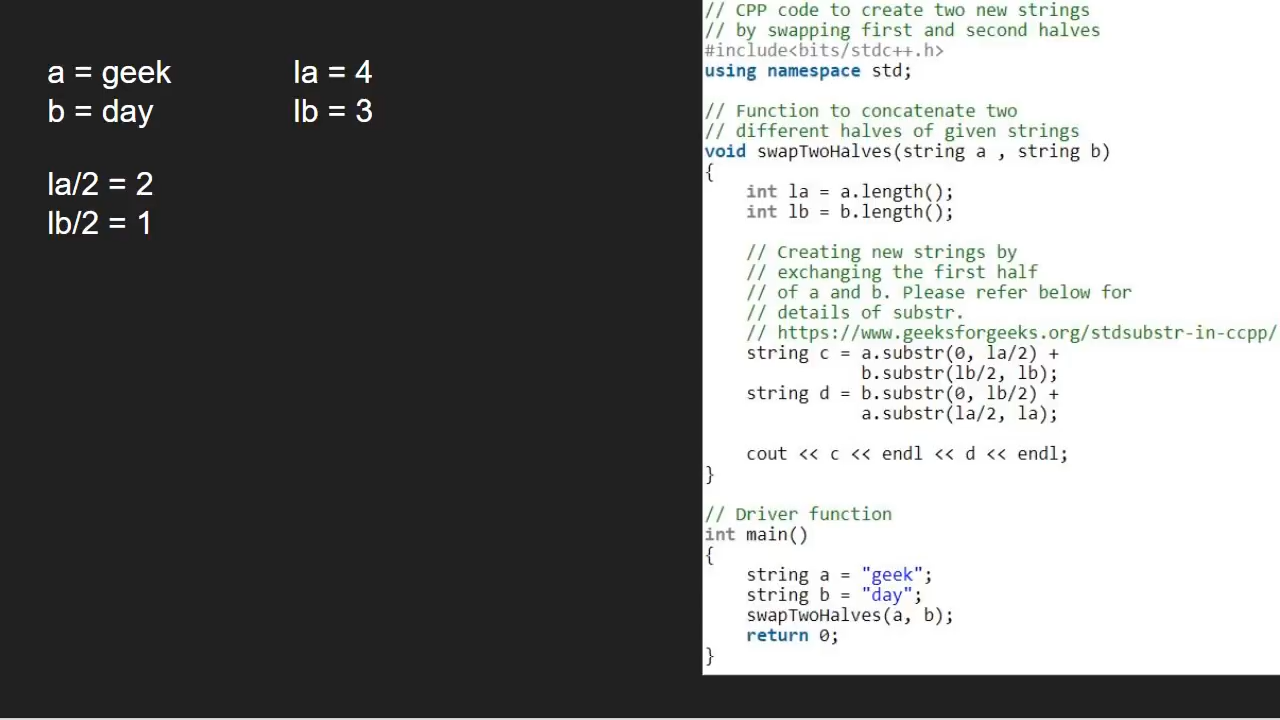 a = geek
la = 4
b = day
lb = 3
la/2 = 2
lb/2 = 1
// CPP code to create two new strings
// by swapping first and second halves
#include<bits/stdc++.h>
using namespace std;
// Function to concatenate two
// different halves of given strings
void swapTwoHalves(string a , string b)
{
    int la = a.length();
    int lb = b.length();
    // Creating new strings by
    // exchanging the first half
    // of a and b. Please refer below for
    // details of substr.
    // https://www.geeksforgeeks.org/stdsubstr-in-ccpp/
    string c = a.substr(0, la/2) +
               b.substr(lb/2, lb);
    string d = b.substr(0, lb/2) +
               a.substr(la/2, la);
    cout << c << endl << d << endl;
}
// Driver function
int main()
{
    string a = "geek";
    string b = "day";
    swapTwoHalves(a, b);
    return 0;
}